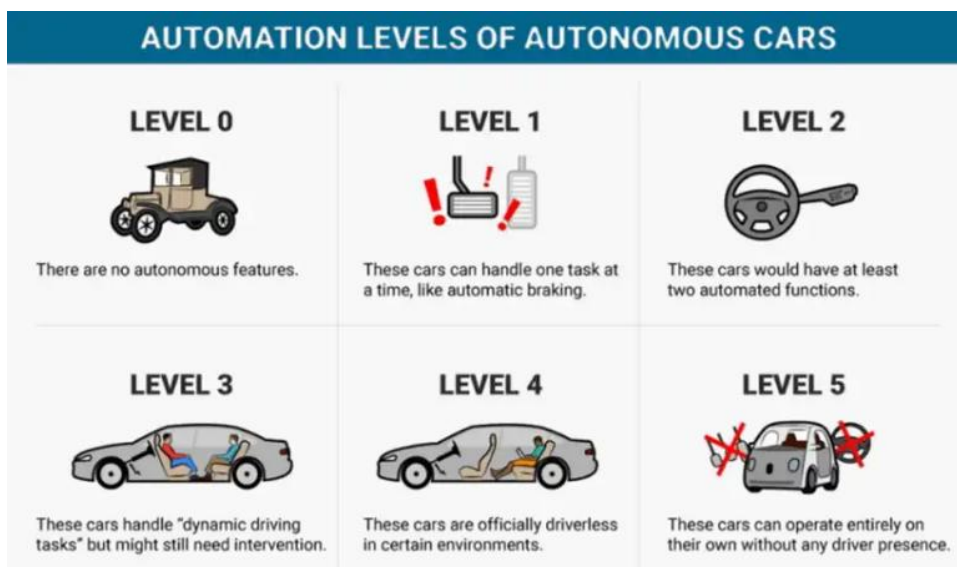 AUTOMATION LEVELS OF AUTONOMOUS CARS
LEVEL 0
There are no autonomous features.
LEVEL 1
These cars can handle one task at
a time, like automatic braking.
LEVEL 2
These cars would have at least
two automated functions.
LEVEL 3
These cars handle “dynamic driving
tasks” but might still need intervention.
LEVEL 4
These cars are officially driverless
in certain environments.
LEVEL 5
These cars can operate entirely on
their own without any driver presence.